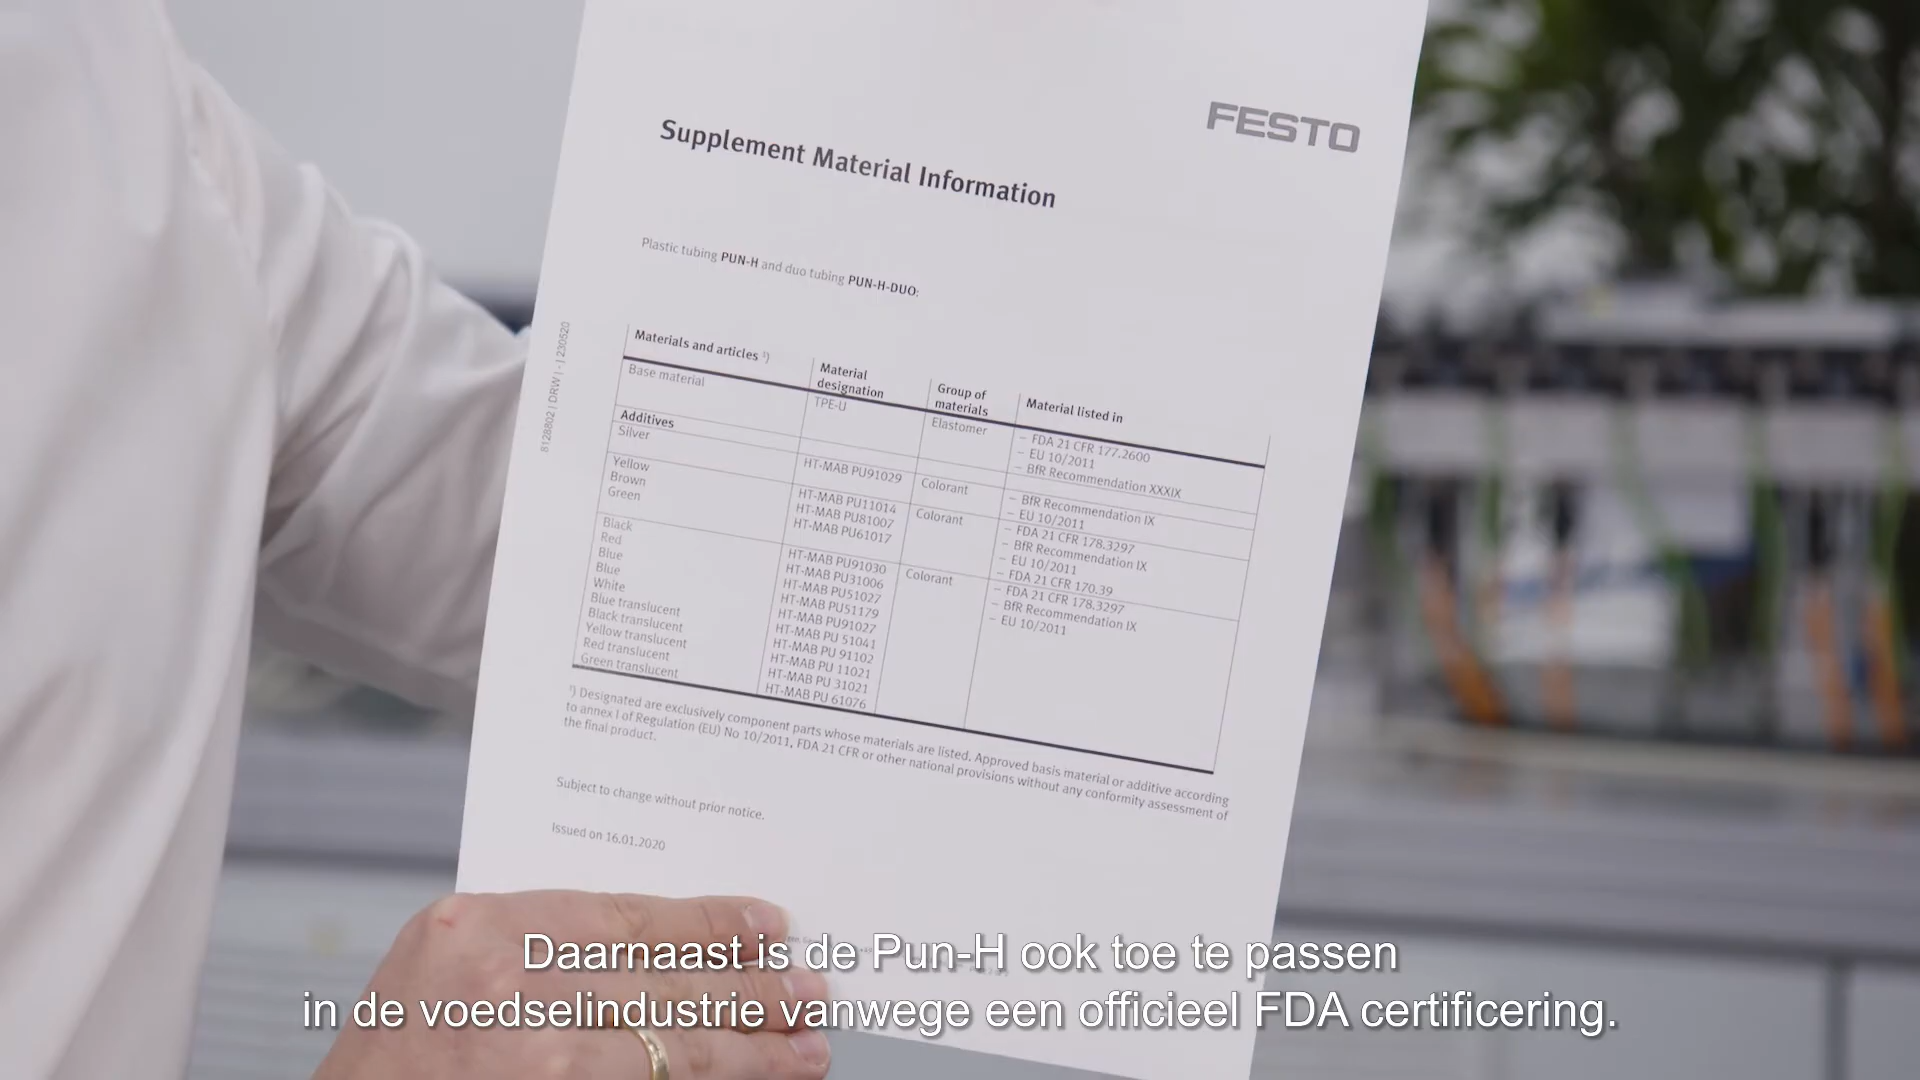 FESTO
Supplement Material Information
Plastic tubing PUN-H and duo tubing PUN-H-DUO:
8128802 | DRW | - | 230620
Materials and articles ¹) Material designation Group of materials Material listed in
Base material TPE-U Elastomer – FDA 21 CFR 177.2600
– EU 10/2011
– BfR Recommendation XXXIX
Additives
Silver HT-MAB PU91029 Colorant – BfR Recommendation IX
– EU 10/2011
Yellow HT-MAB PU11014 Colorant – FDA 21 CFR 178.3297
Brown HT-MAB PU81007 – BfR Recommendation IX
Green HT-MAB PU61017 – EU 10/2011
– FDA 21 CFR 170.39
Black HT-MAB PU91030 Colorant – FDA 21 CFR 178.3297
Red HT-MAB PU31006 – BfR Recommendation IX
Blue HT-MAB PU51027 – EU 10/2011
Blue HT-MAB PU51179
White HT-MAB PU91027
Blue translucent HT-MAB PU 51041
Black translucent HT-MAB PU 91102
Yellow translucent HT-MAB PU 11021
Red translucent HT-MAB PU 31021
Green translucent HT-MAB PU 61076
¹) Designated are exclusively component parts whose materials are listed. Approved basis material or additive according
to annex I of Regulation (EU) No 10/2011, FDA 21 CFR or other national provisions without any conformity assessment of
the final product.
Subject to change without prior notice.
Issued on 16.01.2020
Daarnaast is de Pun-H ook toe te passen
in de voedselindustrie vanwege een officieel FDA certificering.